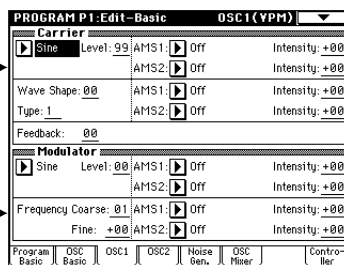 PROGRAM P1:Edit-Basic OSC1(VPM)
Carrier
Sine Level: 99 AMS1: Off Intensity: +00
AMS2: Off Intensity: +00
Wave Shape: 00 AMS1: Off Intensity: +00
Type: 1 AMS2: Off Intensity: +00
Feedback: 00
Modulator
Sine Level: 00 AMS1: Off Intensity: +00
AMS2: Off Intensity: +00
Frequency Coarse: 01 AMS1: Off Intensity: +00
Fine: +00 AMS2: Off Intensity: +00
Program OSC OSC1 OSC2 Noise OSC Contro-
Basic Basic Gen. Mixer ller